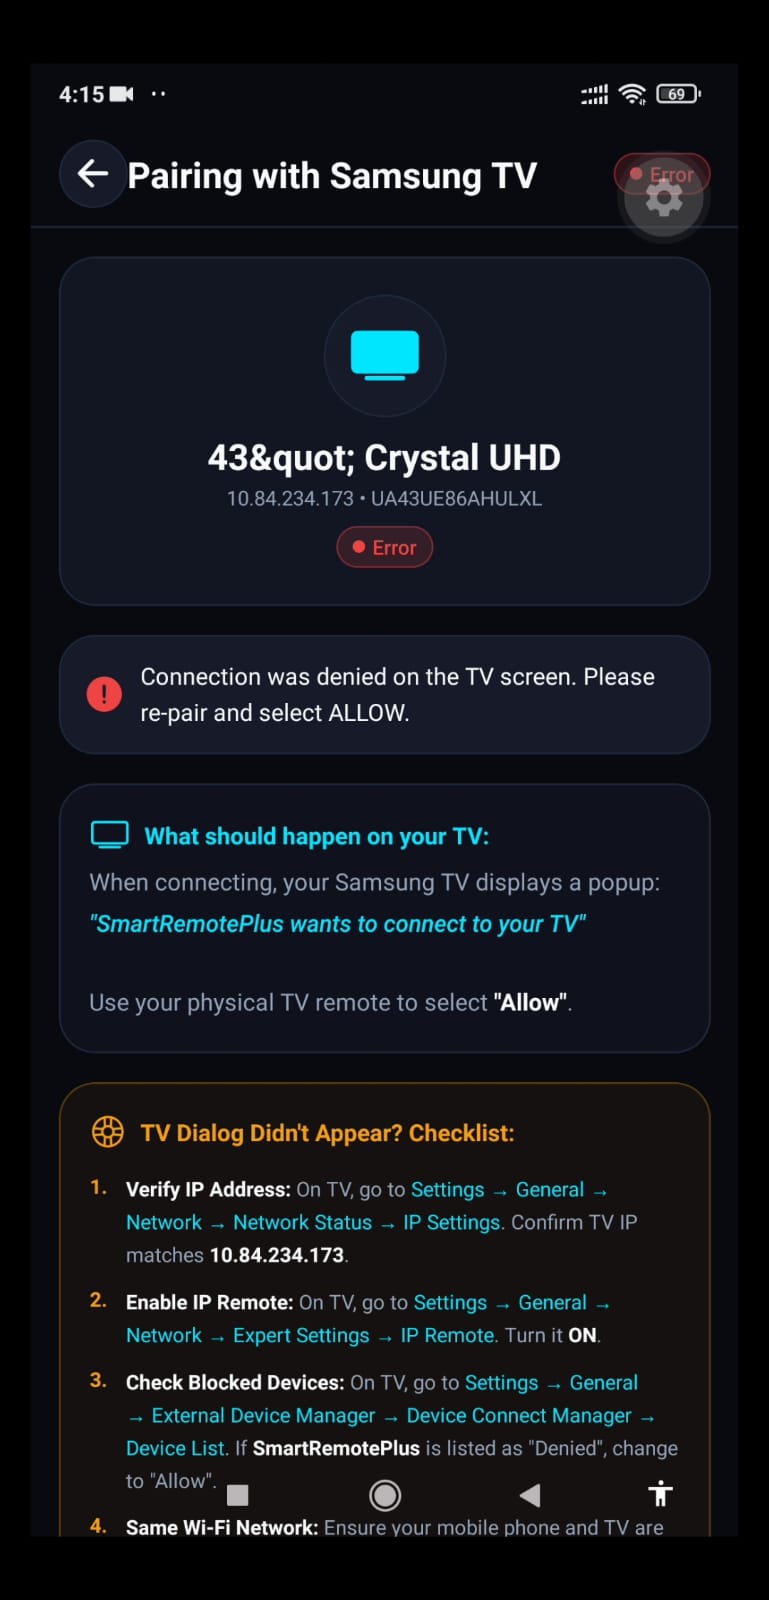 4:15
69
Pairing with Samsung TV
Error
43&quot; Crystal UHD
10.84.234.173 • UA43UE86AHULXL
Error
Connection was denied on the TV screen. Please
re-pair and select ALLOW.
What should happen on your TV:
When connecting, your Samsung TV displays a popup:
"SmartRemotePlus wants to connect to your TV"
Use your physical TV remote to select "Allow".
TV Dialog Didn't Appear? Checklist:
1. Verify IP Address: On TV, go to Settings → General →
Network → Network Status → IP Settings. Confirm TV IP
matches 10.84.234.173.
2. Enable IP Remote: On TV, go to Settings → General →
Network → Expert Settings → IP Remote. Turn it ON.
3. Check Blocked Devices: On TV, go to Settings → General
→ External Device Manager → Device Connect Manager →
Device List. If SmartRemotePlus is listed as "Denied", change
to "Allow".
4. Same Wi-Fi Network: Ensure your mobile phone and TV are